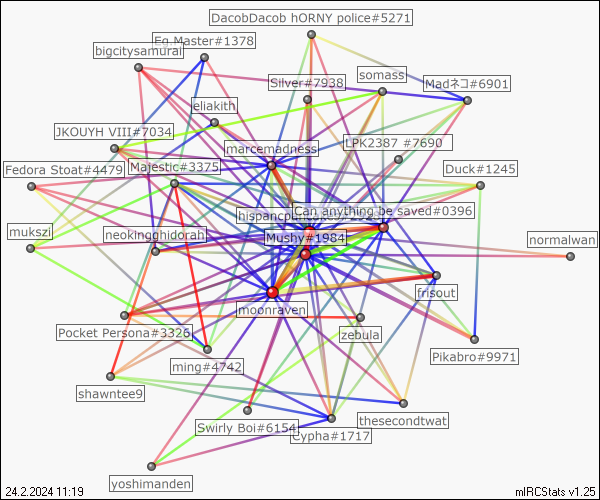 DacobDacob hORNY police#5271
Eg Master#1378
bigcitysamurai
Silver#7938
somass
Madネコ#6901
eliakith
JKOUYH VIII#7034
LPK2387 #7690
marcemadness
Fedora Stoat#4479
Majestic#3375
Duck#1245
Can anything be saved#0396
mukszi
neokingghidorah
Mushy#1984
normalwan
frisout
moonraven
Pocket Persona#3326
zebula
Pikabro#9971
ming#4742
shawntee9
thesecondtwat
Swirly Boi#6154
Cypha#1717
yoshimanden
24.2.2024 11:19
mIRCStats v1.25